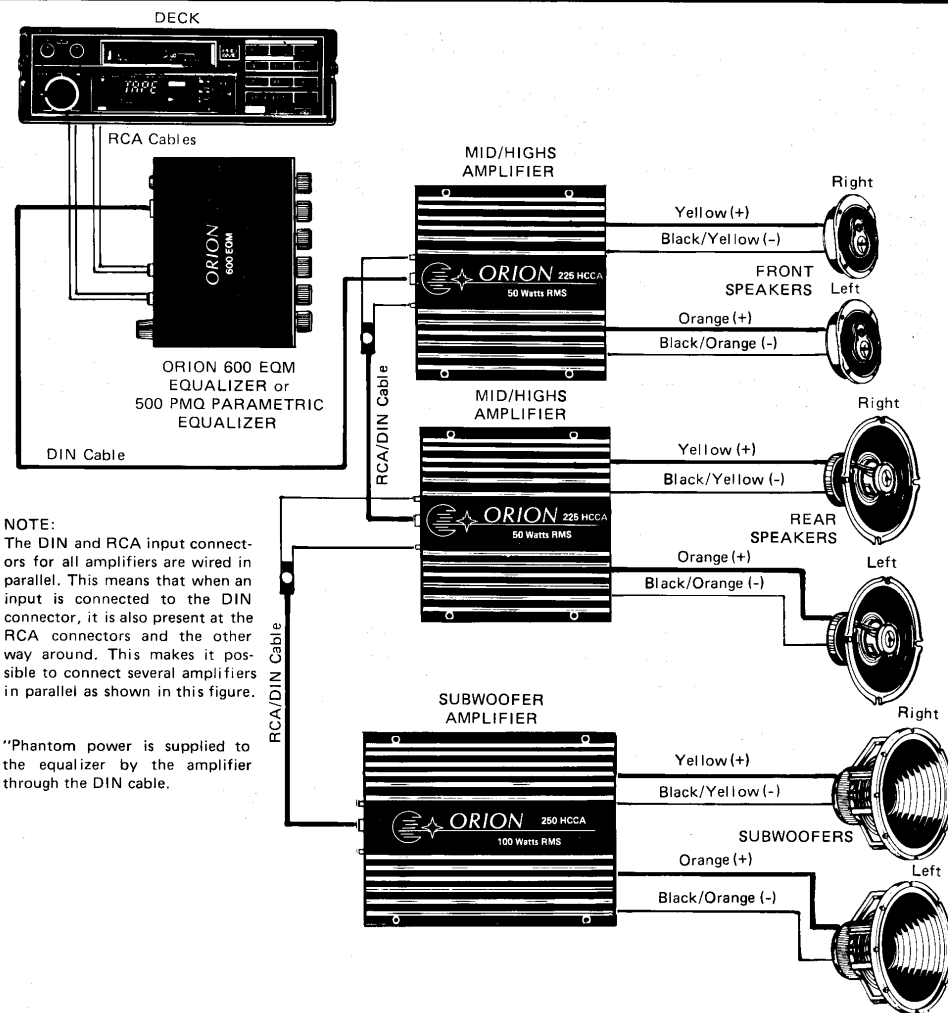 DECK
TAPE
RCA Cables
ORION
600 EQM
ORION 600 EQM
EQUALIZER or
500 PMQ PARAMETRIC
EQUALIZER
DIN Cable
MID/HIGHS
AMPLIFIER
ORION 225 HCCA
50 Watts RMS
Yellow (+)
Black/Yellow (-)
Right
FRONT
SPEAKERS
Left
Orange (+)
Black/Orange (-)
RCA/DIN Cable
MID/HIGHS
AMPLIFIER
ORION 225 HCCA
50 Watts RMS
Right
Yellow (+)
Black/Yellow (-)
REAR
SPEAKERS
Left
Orange (+)
Black/Orange (-)
NOTE:
The DIN and RCA input connect-
ors for all amplifiers are wired in
parallel. This means that when an
input is connected to the DIN
connector, it is also present at the
RCA connectors and the other
way around. This makes it pos-
sible to connect several amplifiers
in parallel as shown in this figure.
"Phantom power is supplied to
the equalizer by the amplifier
through the DIN cable.
RCA/DIN Cable
SUBWOOFER
AMPLIFIER
ORION 250 HCCA
100 Watts RMS
Right
Yellow (+)
Black/Yellow (-)
SUBWOOFERS
Left
Orange (+)
Black/Orange (-)